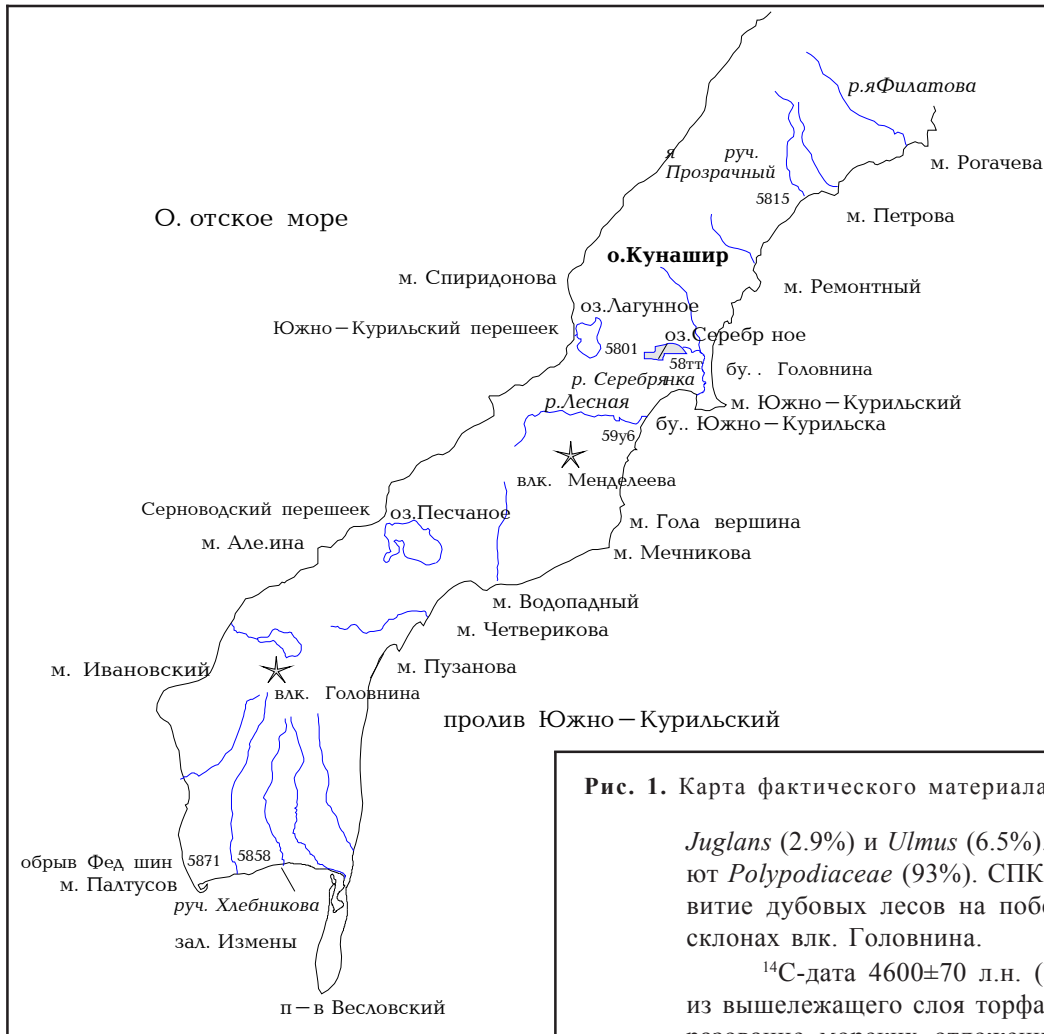 р.яФилатова
м. Рогачева
я руч.
Прозрачный
5815
м. Петрова
О. отское море
о.Кунашир
м. Спиридонова
м. Ремонтный
оз.Лагунное
Южно–Курильский перешеек
оз.Серебр ное
5801
58тт
бу. . Головнина
р. Серебрянка
р.Лесная
м. Южно–Курильский
бу.. Южно–Курильска
59у6
влк. Менделеева
Серноводский перешеек
оз.Песчаное
м. Гола вершина
м. Але.ина
м. Мечникова
м. Водопадный
м. Четверикова
м. Ивановский
м. Пузанова
влк. Головнина
пролив Южно–Курильский
Рис. 1. Карта фактического материала
Juglans (2.9%) и Ulmus (6.5%).
ют Polypodiaceae (93%). СПК
витие дубовых лесов на побе
склонах влк. Головнина.
¹⁴С-дата 4600±70 л.н. (
из вышележащего слоя торфа
обрыв Фед шин
5871
5858
м. Палтусов
руч. Хлебникова
зал. Измены
п–в Весловский